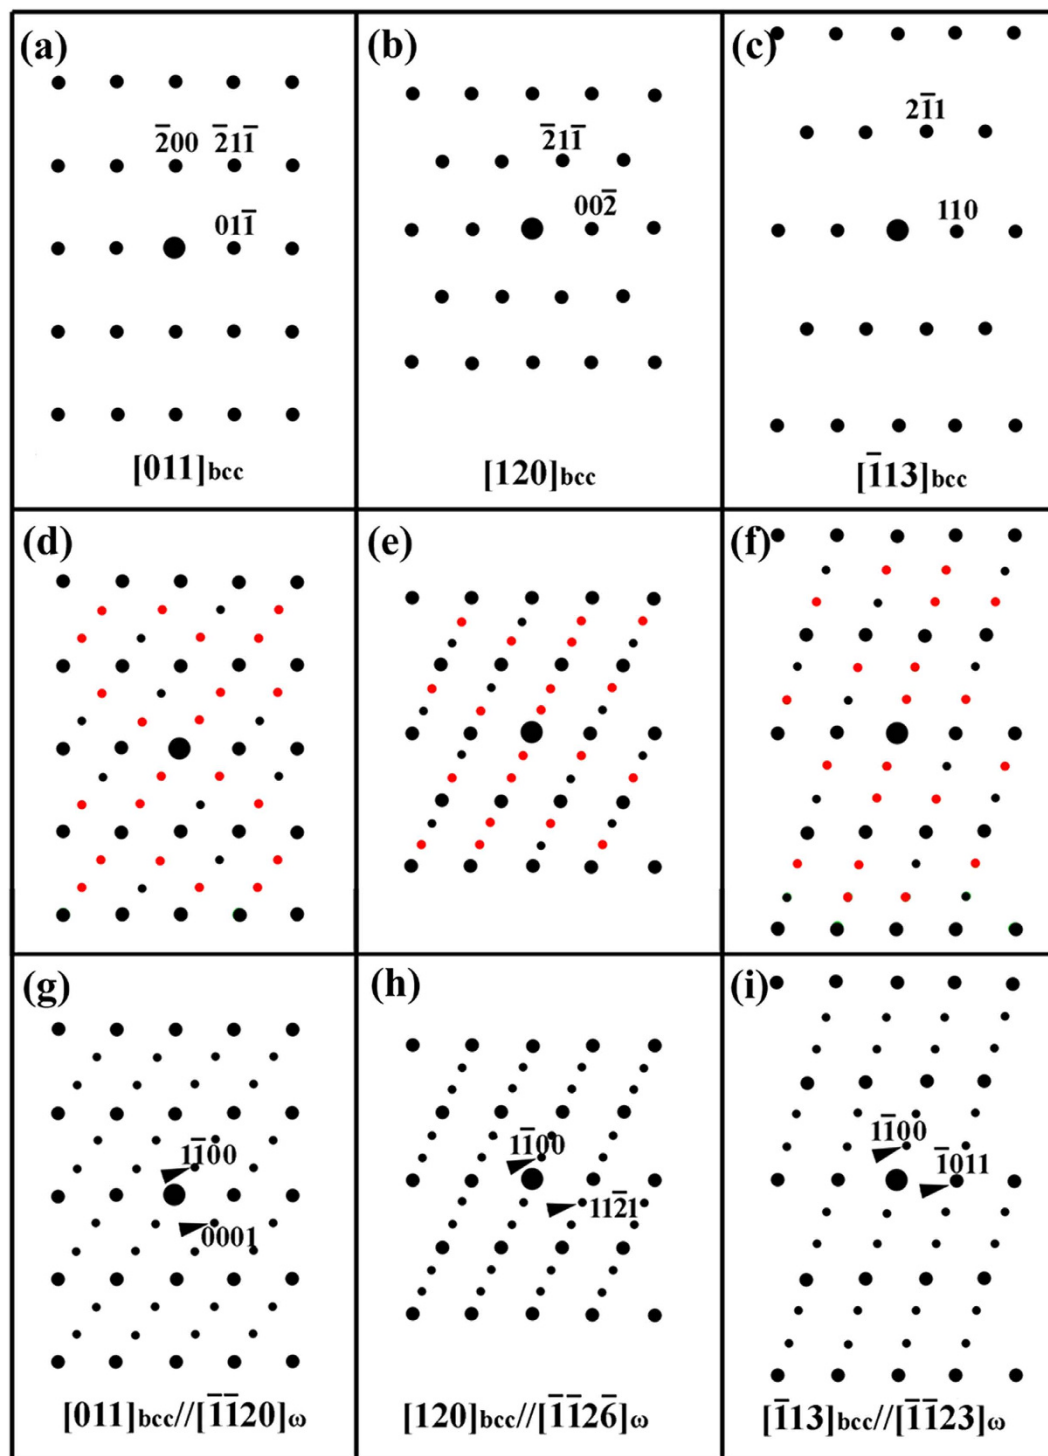 (a)
2̄00 2̄11̄
011̄
[011]bcc
(b)
2̄11̄
002̄
[120]bcc
(c)
21̄1
110
[1̄13]bcc
(d)
(e)
(f)
(g)
11̄00
0001
[011]bcc//[1̄1̄20]ω
(h)
11̄00
112̄1
[120]bcc//[1̄1̄26̄]ω
(i)
11̄00
1̄011
[1̄13]bcc//[1̄1̄23]ω